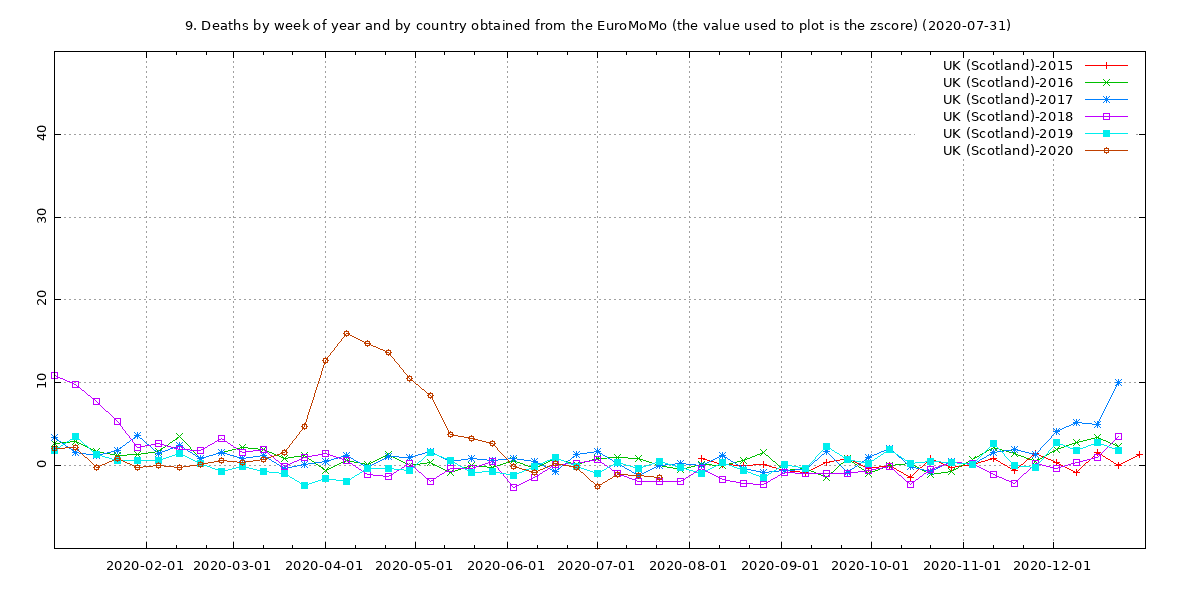 9. Deaths by week of year and by country obtained from the EuroMoMo (the value used to plot is the zscore) (2020-07-31)
UK (Scotland)-2015
UK (Scotland)-2016
UK (Scotland)-2017
UK (Scotland)-2018
UK (Scotland)-2019
UK (Scotland)-2020
40
30
20
10
0
2020-02-01 2020-03-01 2020-04-01 2020-05-01 2020-06-01 2020-07-01 2020-08-01 2020-09-01 2020-10-01 2020-11-01 2020-12-01